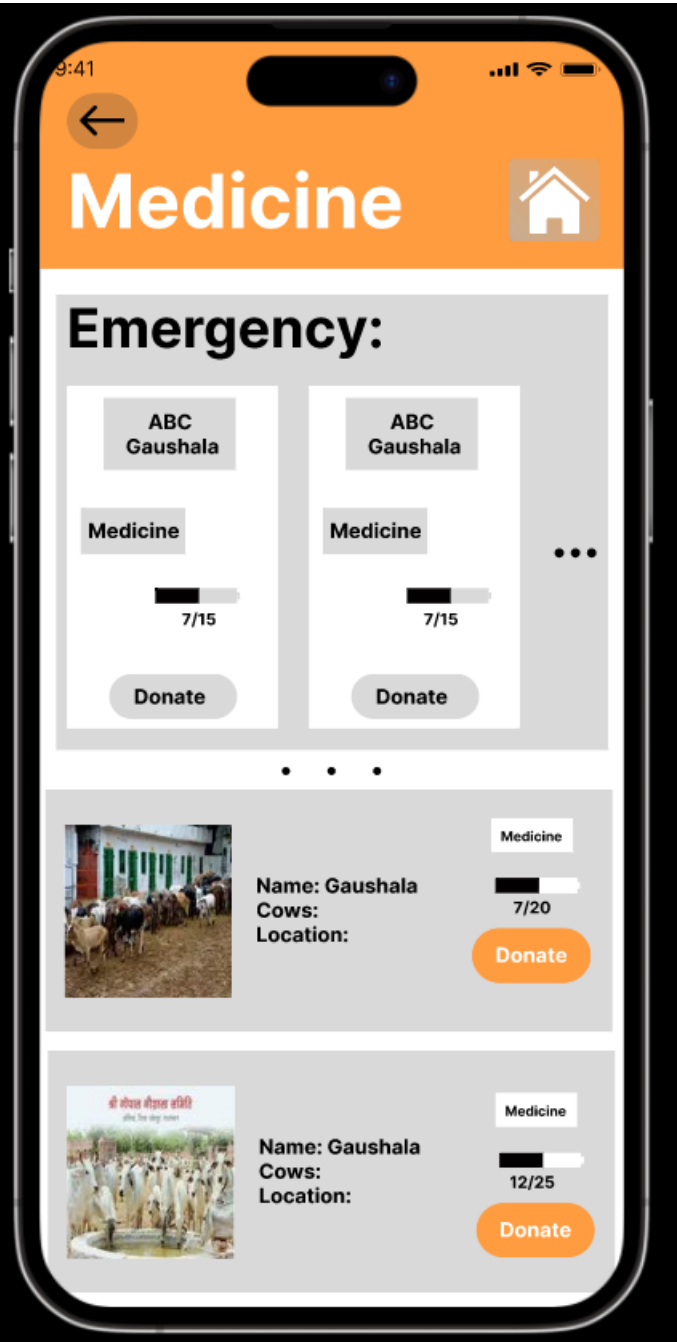 9:41
Medicine
Emergency:
ABC
Gaushala
Medicine
7/15
Donate
ABC
Gaushala
Medicine
7/15
Donate
•••
• • •
Name: Gaushala
Cows:
Location:
Medicine
7/20
Donate
श्री गोपाल गौशाला समिति
Name: Gaushala
Cows:
Location:
Medicine
12/25
Donate